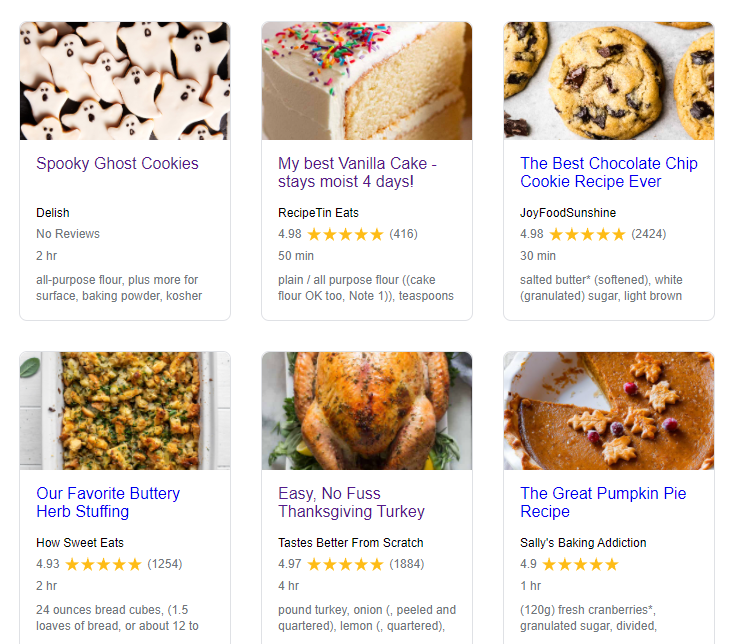 Spooky Ghost Cookies
Delish
No Reviews
2 hr
all-purpose flour, plus more for
surface, baking powder, kosher
My best Vanilla Cake -
stays moist 4 days!
RecipeTin Eats
4.98 ★★★★★ (416)
50 min
plain / all purpose flour ((cake
flour OK too, Note 1)), teaspoons
The Best Chocolate Chip
Cookie Recipe Ever
JoyFoodSunshine
4.98 ★★★★★ (2424)
30 min
salted butter* (softened), white
(granulated) sugar, light brown
Our Favorite Buttery
Herb Stuffing
How Sweet Eats
4.93 ★★★★★ (1254)
2 hr
24 ounces bread cubes, (1.5
loaves of bread, or about 12 to
Easy, No Fuss
Thanksgiving Turkey
Tastes Better From Scratch
4.97 ★★★★★ (1884)
4 hr
pound turkey, onion (, peeled and
quartered), lemon (, quartered),
The Great Pumpkin Pie
Recipe
Sally's Baking Addiction
4.9 ★★★★★
1 hr
(120g) fresh cranberries*,
granulated sugar, divided,